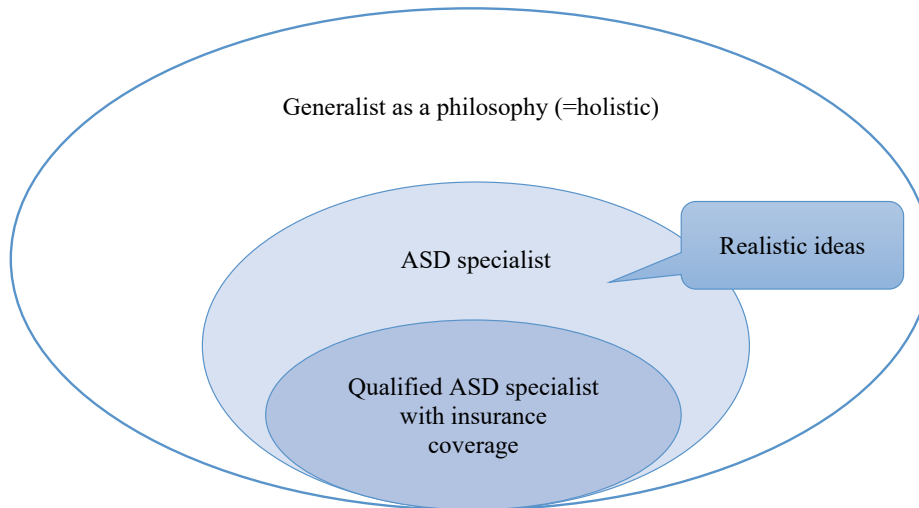 Generalist as a philosophy (=holistic)
Realistic ideas
ASD specialist
Qualified ASD specialist
with insurance
coverage